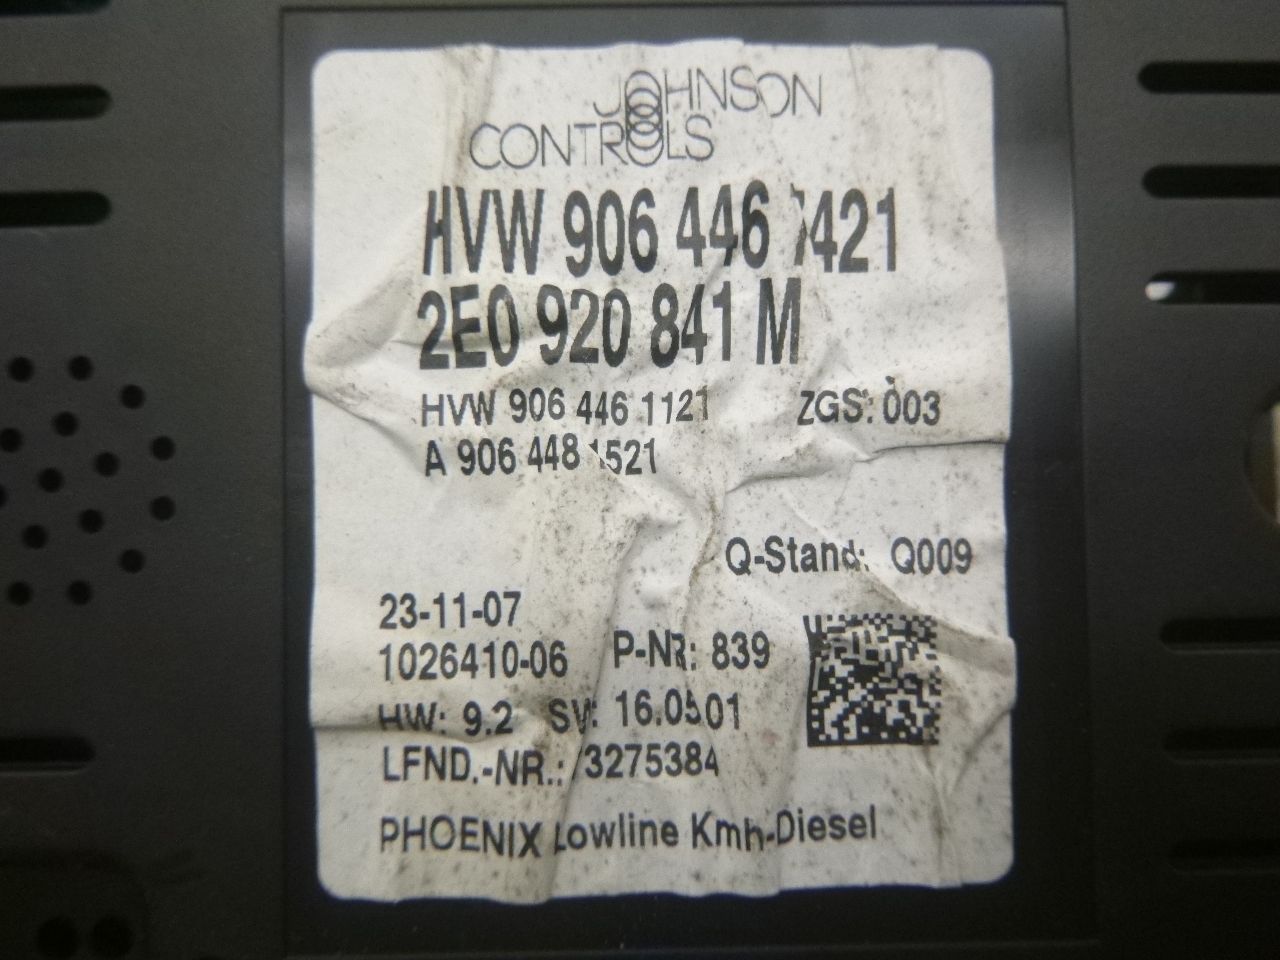 JOHNSON
CONTROLS
HVW 906 446
2E0 920 841 M
HVW 906 446 1121 ZGS: 003
A 906 448 1521
Q-Stand: Q009
23-11-07
1026410-06 P-NR: 839
HW: 9.2 SW: 16.0501
LFND.-NR.: 3275384
PHOENIX Lowline Kmh-Diesel